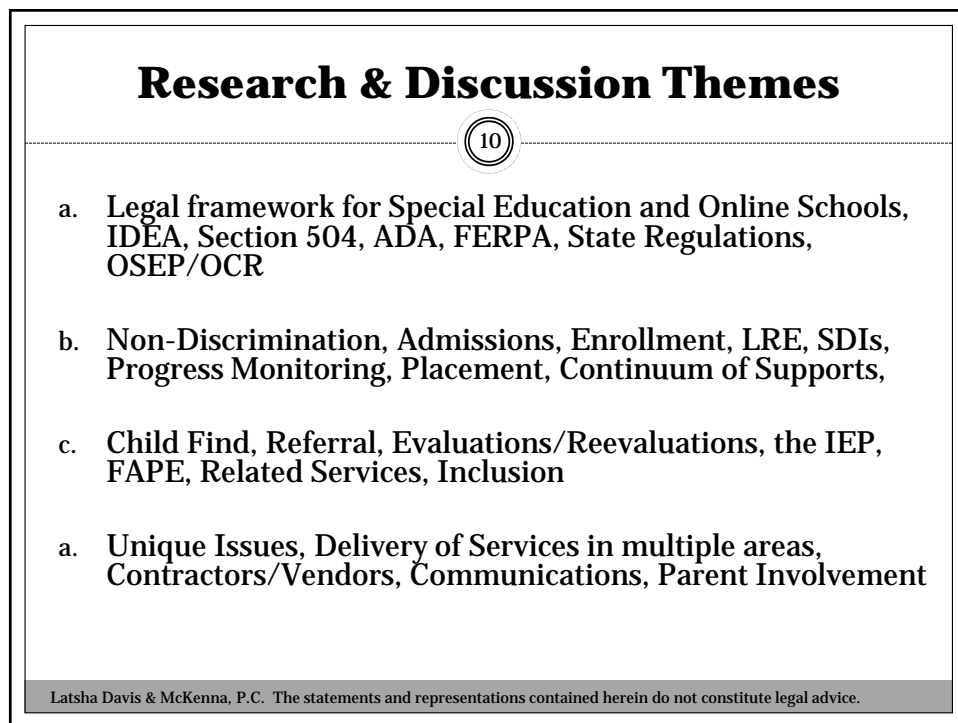 Research & Discussion Themes
10
a. Legal framework for Special Education and Online Schools,
IDEA, Section 504, ADA, FERPA, State Regulations,
OSEP/OCR
b. Non-Discrimination, Admissions, Enrollment, LRE, SDIs,
Progress Monitoring, Placement, Continuum of Supports,
c. Child Find, Referral, Evaluations/Reevaluations, the IEP,
FAPE, Related Services, Inclusion
a. Unique Issues, Delivery of Services in multiple areas,
Contractors/Vendors, Communications, Parent Involvement
Latsha Davis & McKenna, P.C. The statements and representations contained herein do not constitute legal advice.